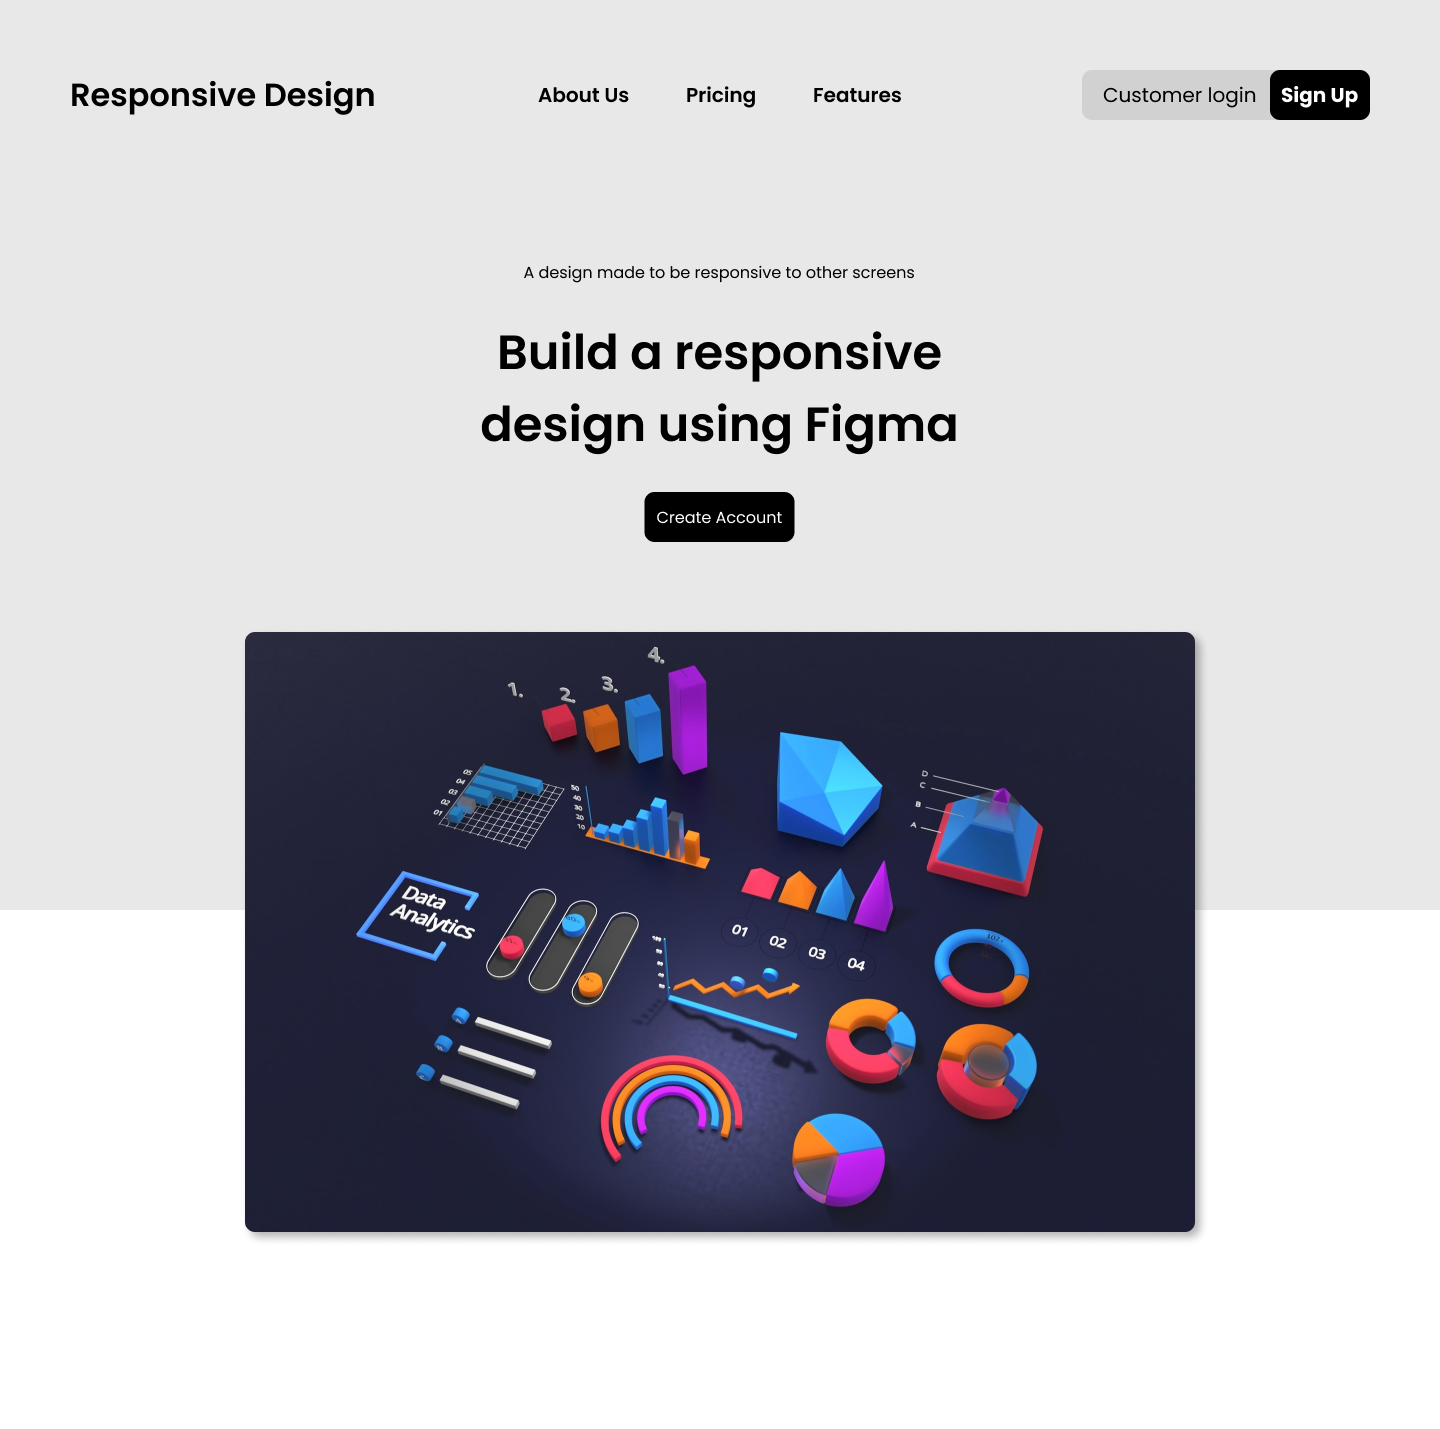 Responsive Design
About Us
Pricing
Features
Customer login
Sign Up
A design made to be responsive to other screens
Build a responsive
design using Figma
Create Account
1.
2.
3.
4.
05
04
03
02
01
50
40
30
20
10
D
C
B
A
Data
Analytics
01
02
03
04